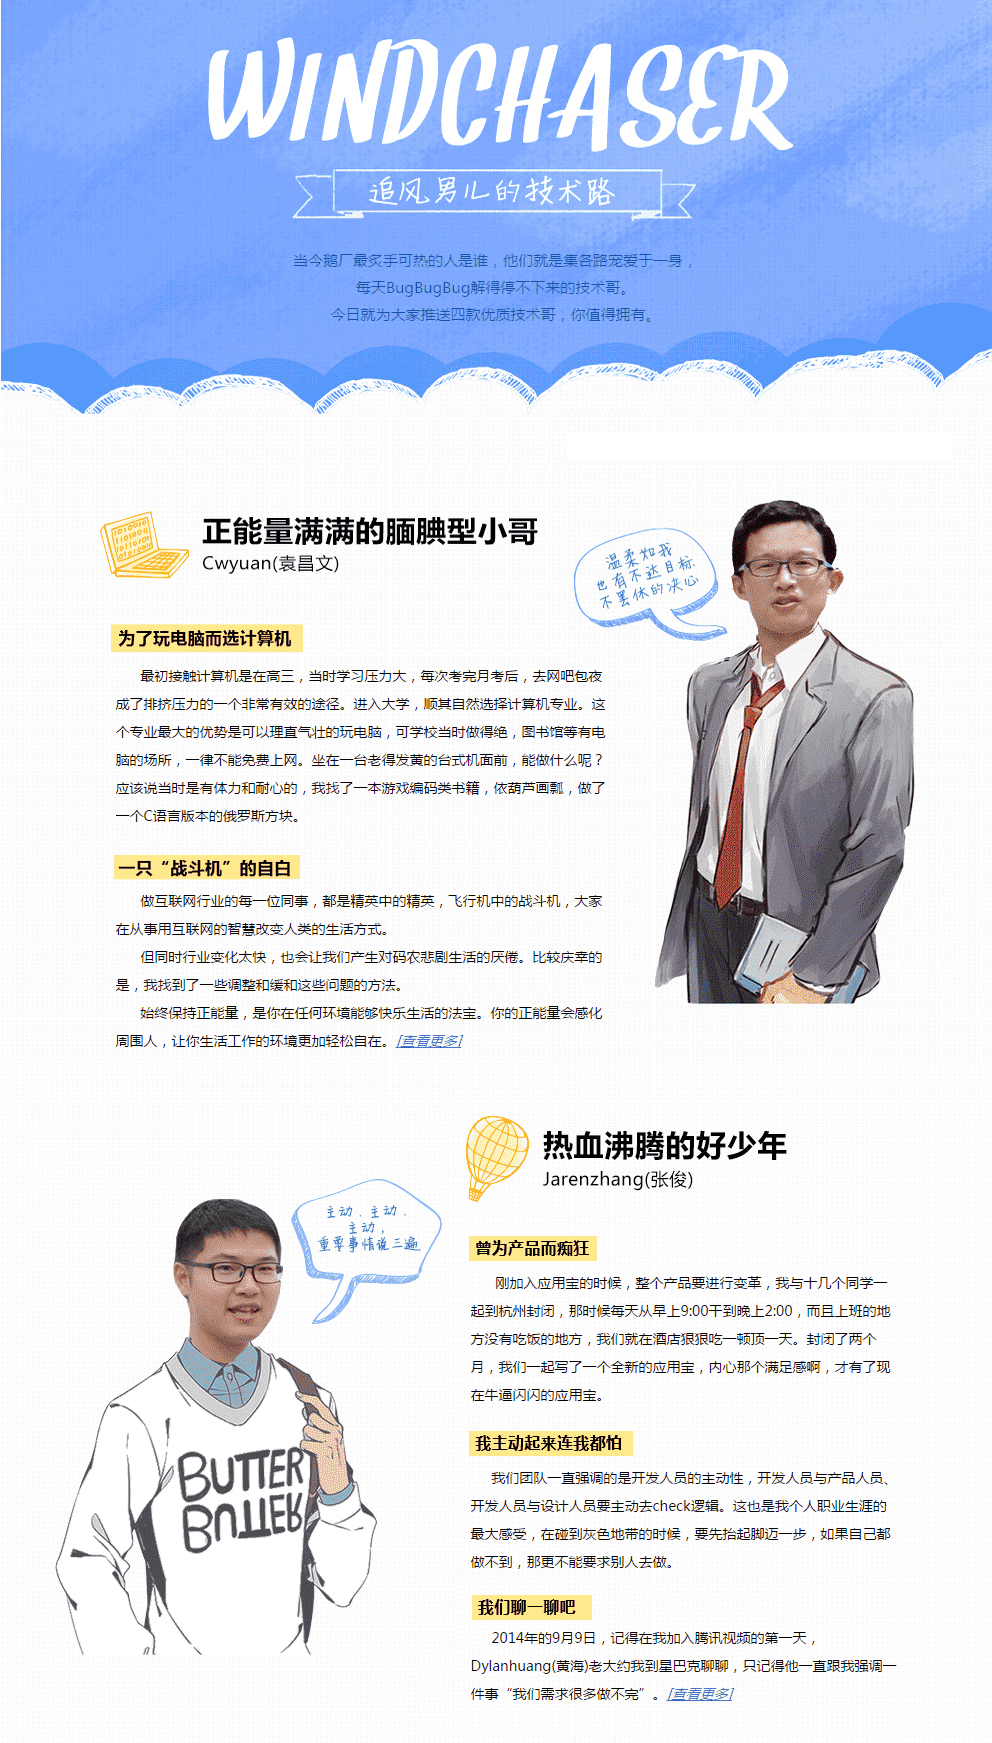 WINDCHASER
追风男儿的技术路
当今鹅厂最炙手可热的人是谁，他们就是集各路宠爱于一身，
每天BugBugBug解得停不下来的技术哥。
今日就为大家推送四款优质技术哥，你值得拥有。
正能量满满的腼腆型小哥
Cwyuan(袁昌文)
温柔如我
也有不达目标
不罢休的决心
为了玩电脑而选计算机
最初接触计算机是在高三，当时学习压力大，每次考完月考后，去网吧包夜
成了排挤压力的一个非常有效的途径。进入大学，顺其自然选择计算机专业。这
个专业最大的优势是可以理直气壮的玩电脑，可学校当时做得绝，图书馆等有电
脑的场所，一律不能免费上网。坐在一台老得发黄的台式机面前，能做什么呢？
应该说当时是有体力和耐心的，我找了一本游戏编码类书籍，依葫芦画瓢，做了
一个C语言版本的俄罗斯方块。
一只“战斗机”的自白
做互联网行业的每一位同事，都是精英中的精英，飞行机中的战斗机，大家
在从事用互联网的智慧改变人类的生活方式。
但同时行业变化太快，也会让我们产生对码农悲剧生活的厌倦。比较庆幸的
是，我找到了一些调整和缓和这些问题的方法。
始终保持正能量，是你在任何环境能够快乐生活的法宝。你的正能量会感化
周围人，让你生活工作的环境更加轻松自在。[查看更多]
热血沸腾的好少年
Jarenzhang(张俊)
主动、主动、
主动，
重要事情说三遍
BUTTER
BUTTER
曾为产品而痴狂
刚加入应用宝的时候，整个产品要进行变革，我与十几个同学一
起到杭州封闭，那时候每天从早上9:00干到晚上2:00，而且上班的地
方没有吃饭的地方，我们就在酒店狠狠吃一顿顶一天。封闭了两个
月，我们一起写了一个全新的应用宝，内心那个满足感啊，才有了现
在牛逼闪闪的应用宝。
我主动起来连我都怕
我们团队一直强调的是开发人员的主动性，开发人员与产品人员、
开发人员与设计人员要主动去check逻辑。这也是我个人职业生涯的
最大感受，在碰到灰色地带的时候，要先抬起脚迈一步，如果自己都
做不到，那更不能要求别人去做。
我们聊一聊吧
2014年的9月9日，记得在我加入腾讯视频的第一天，
Dylanhuang(黄海)老大约我到星巴克聊聊，只记得他一直跟我强调一
件事“我们需求很多做不完”。[查看更多]